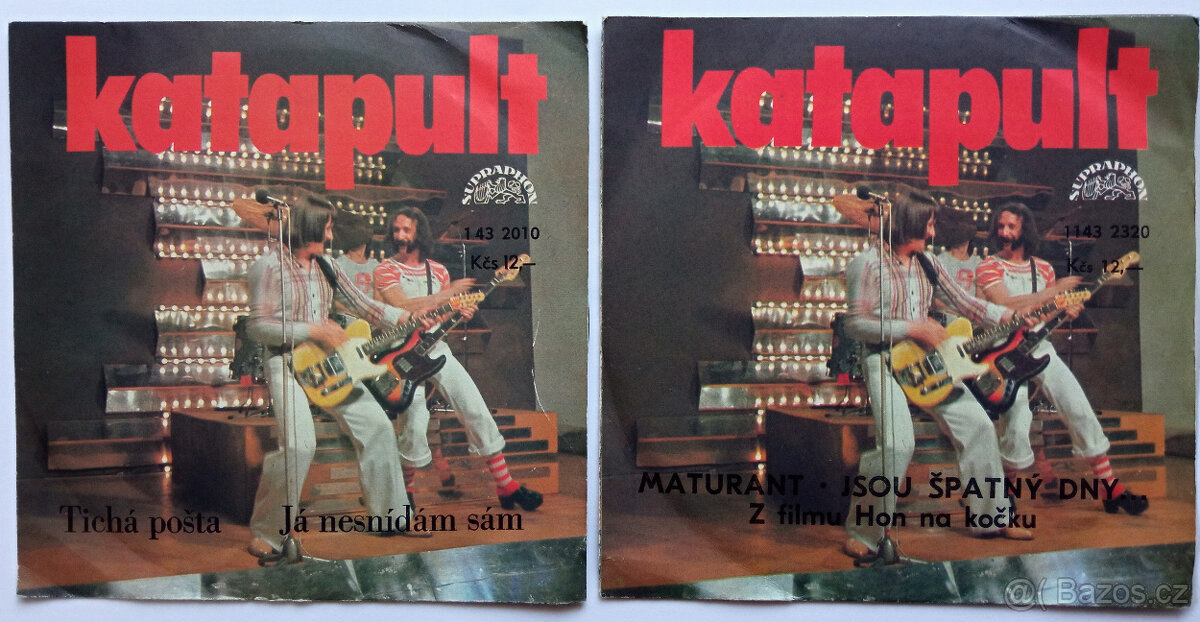 katapult
SUPRAPHON
143 2010
Kčs 12,–
Tichá pošta Já nesnídám sám
katapult
SUPRAPHON
1143 2320
Kčs 12,–
MATURANT · JSOU ŠPATNÝ DNY...
Z filmu Hon na kočku
@( Bazos.cz